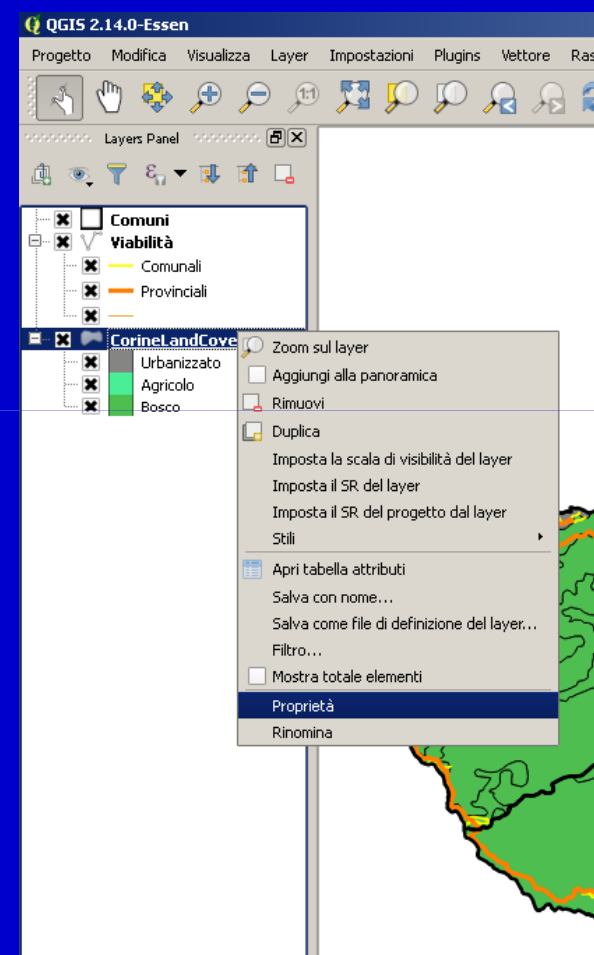 QGIS 2.14.0-Essen
Progetto Modifica Visualizza Layer Impostazioni Plugins Vettore Ras
1:1
Layers Panel
Comuni
Viabilità
Comunali
Provinciali
CorineLandCove
Urbanizzato
Agricolo
Bosco
Zoom sul layer
Aggiungi alla panoramica
Rimuovi
Duplica
Imposta la scala di visibilità del layer
Imposta il SR del layer
Imposta il SR del progetto dal layer
Stili
Apri tabella attributi
Salva con nome...
Salva come file di definizione del layer...
Filtro...
Mostra totale elementi
Proprietà
Rinomina